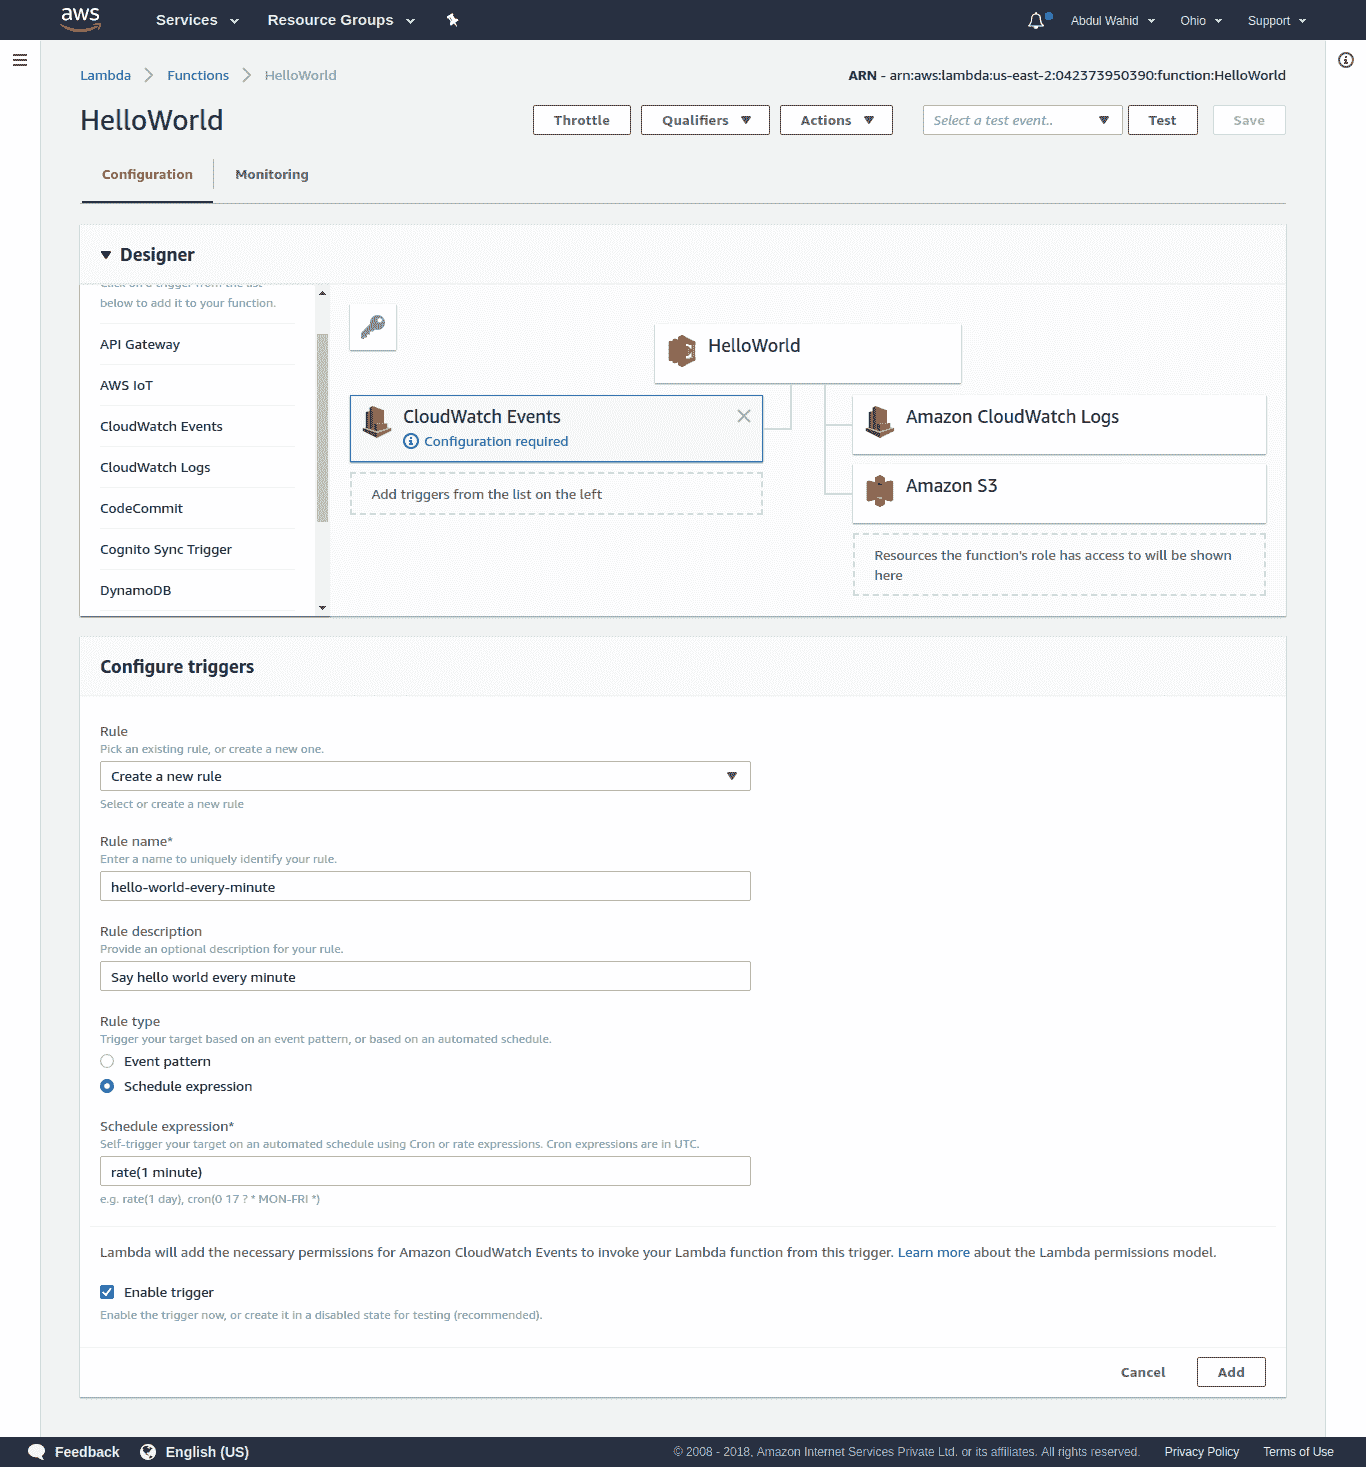 aws
Services
Resource Groups
Abdul Wahid
Ohio
Support
Lambda
Functions
HelloWorld
ARN - arn:aws:lambda:us-east-2:042373950390:function:HelloWorld
HelloWorld
Throttle
Qualifiers
Actions
Select a test event..
Test
Save
Configuration
Monitoring
Designer
Click on a trigger from the list
below to add it to your function.
API Gateway
AWS IoT
CloudWatch Events
CloudWatch Logs
CodeCommit
Cognito Sync Trigger
DynamoDB
HelloWorld
CloudWatch Events
Configuration required
Add triggers from the list on the left
Amazon CloudWatch Logs
Amazon S3
Resources the function's role has access to will be shown
here
Configure triggers
Rule
Pick an existing rule, or create a new one.
Create a new rule
Select or create a new rule
Rule name*
Enter a name to uniquely identify your rule.
hello-world-every-minute
Rule description
Provide an optional description for your rule.
Say hello world every minute
Rule type
Trigger your target based on an event pattern, or based on an automated schedule.
Event pattern
Schedule expression
Schedule expression*
Self-trigger your target on an automated schedule using Cron or rate expressions. Cron expressions are in UTC.
rate(1 minute)
e.g. rate(1 day), cron(0 17 ? * MON-FRI *)
Lambda will add the necessary permissions for Amazon CloudWatch Events to invoke your Lambda function from this trigger. Learn more about the Lambda permissions model.
Enable trigger
Enable the trigger now, or create it in a disabled state for testing (recommended).
Cancel
Add
Feedback
English (US)
© 2008 - 2018, Amazon Internet Services Private Ltd. or its affiliates. All rights reserved.
Privacy Policy
Terms of Use